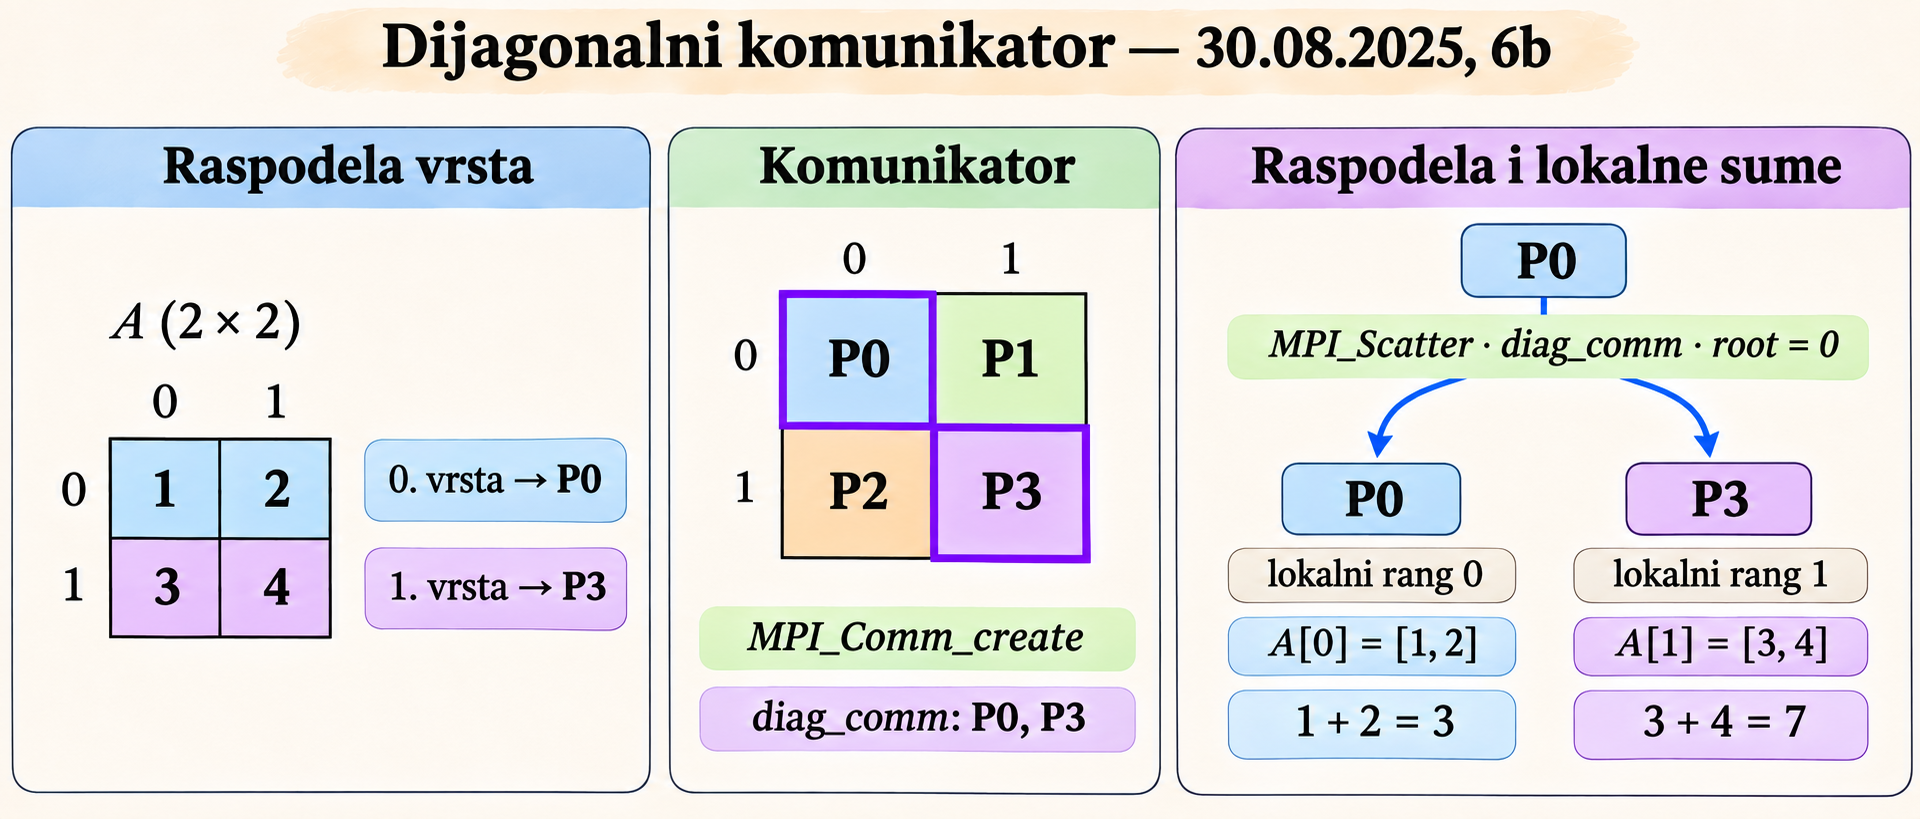 Dijagonalni komunikator — 30.08.2025, 6b
Raspodela vrsta
A (2 × 2)
0 1
0 1 2
1 3 4
0. vrsta → P0
1. vrsta → P3
Komunikator
0 1
0 P0 P1
1 P2 P3
MPI_Comm_create
diag_comm: P0, P3
Raspodela i lokalne sume
P0
MPI_Scatter · diag_comm · root = 0
P0 P3
lokalni rang 0 lokalni rang 1
A[0] = [1, 2] A[1] = [3, 4]
1 + 2 = 3 3 + 4 = 7